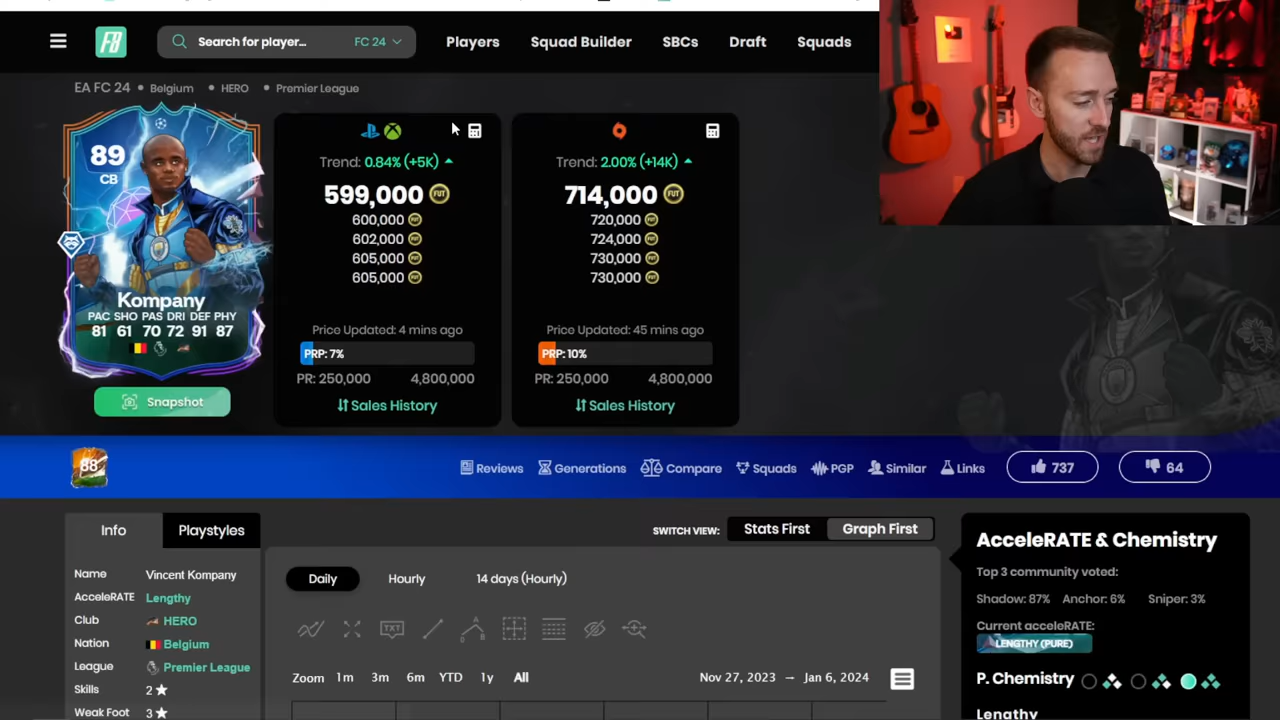 FB
Search for player...
FC 24
Players
Squad Builder
SBCs
Draft
Squads
EA FC 24 • Belgium • HERO • Premier League
89
CB
Kompany
PAC SHO PAS DRI DEF PHY
81 61 70 72 91 87
Snapshot
Trend: 0.84% (+5K)
599,000
FUT
600,000
602,000
605,000
605,000
Price Updated: 4 mins ago
PRP: 7%
PR: 250,000 4,800,000
Sales History
Trend: 2.00% (+14K)
714,000
FUT
720,000
724,000
730,000
730,000
Price Updated: 45 mins ago
PRP: 10%
PR: 250,000 4,800,000
Sales History
88
Reviews
Generations
Compare
Squads
PGP
Similar
Links
737
64
Info
Playstyles
SWITCH VIEW:
Stats First
Graph First
Name Vincent Kompany
AcceleRATE Lengthy
Club HERO
Nation Belgium
League Premier League
Skills 2★
Weak Foot 3★
Daily
Hourly
14 days (Hourly)
TXT
Zoom 1m 3m 6m YTD 1y All
Nov 27, 2023 → Jan 6, 2024
AcceleRATE & Chemistry
Top 3 community voted:
Shadow: 87% Anchor: 6% Sniper: 3%
Current acceleRATE:
LENGTHY (PURE)
P. Chemistry
Lengthy